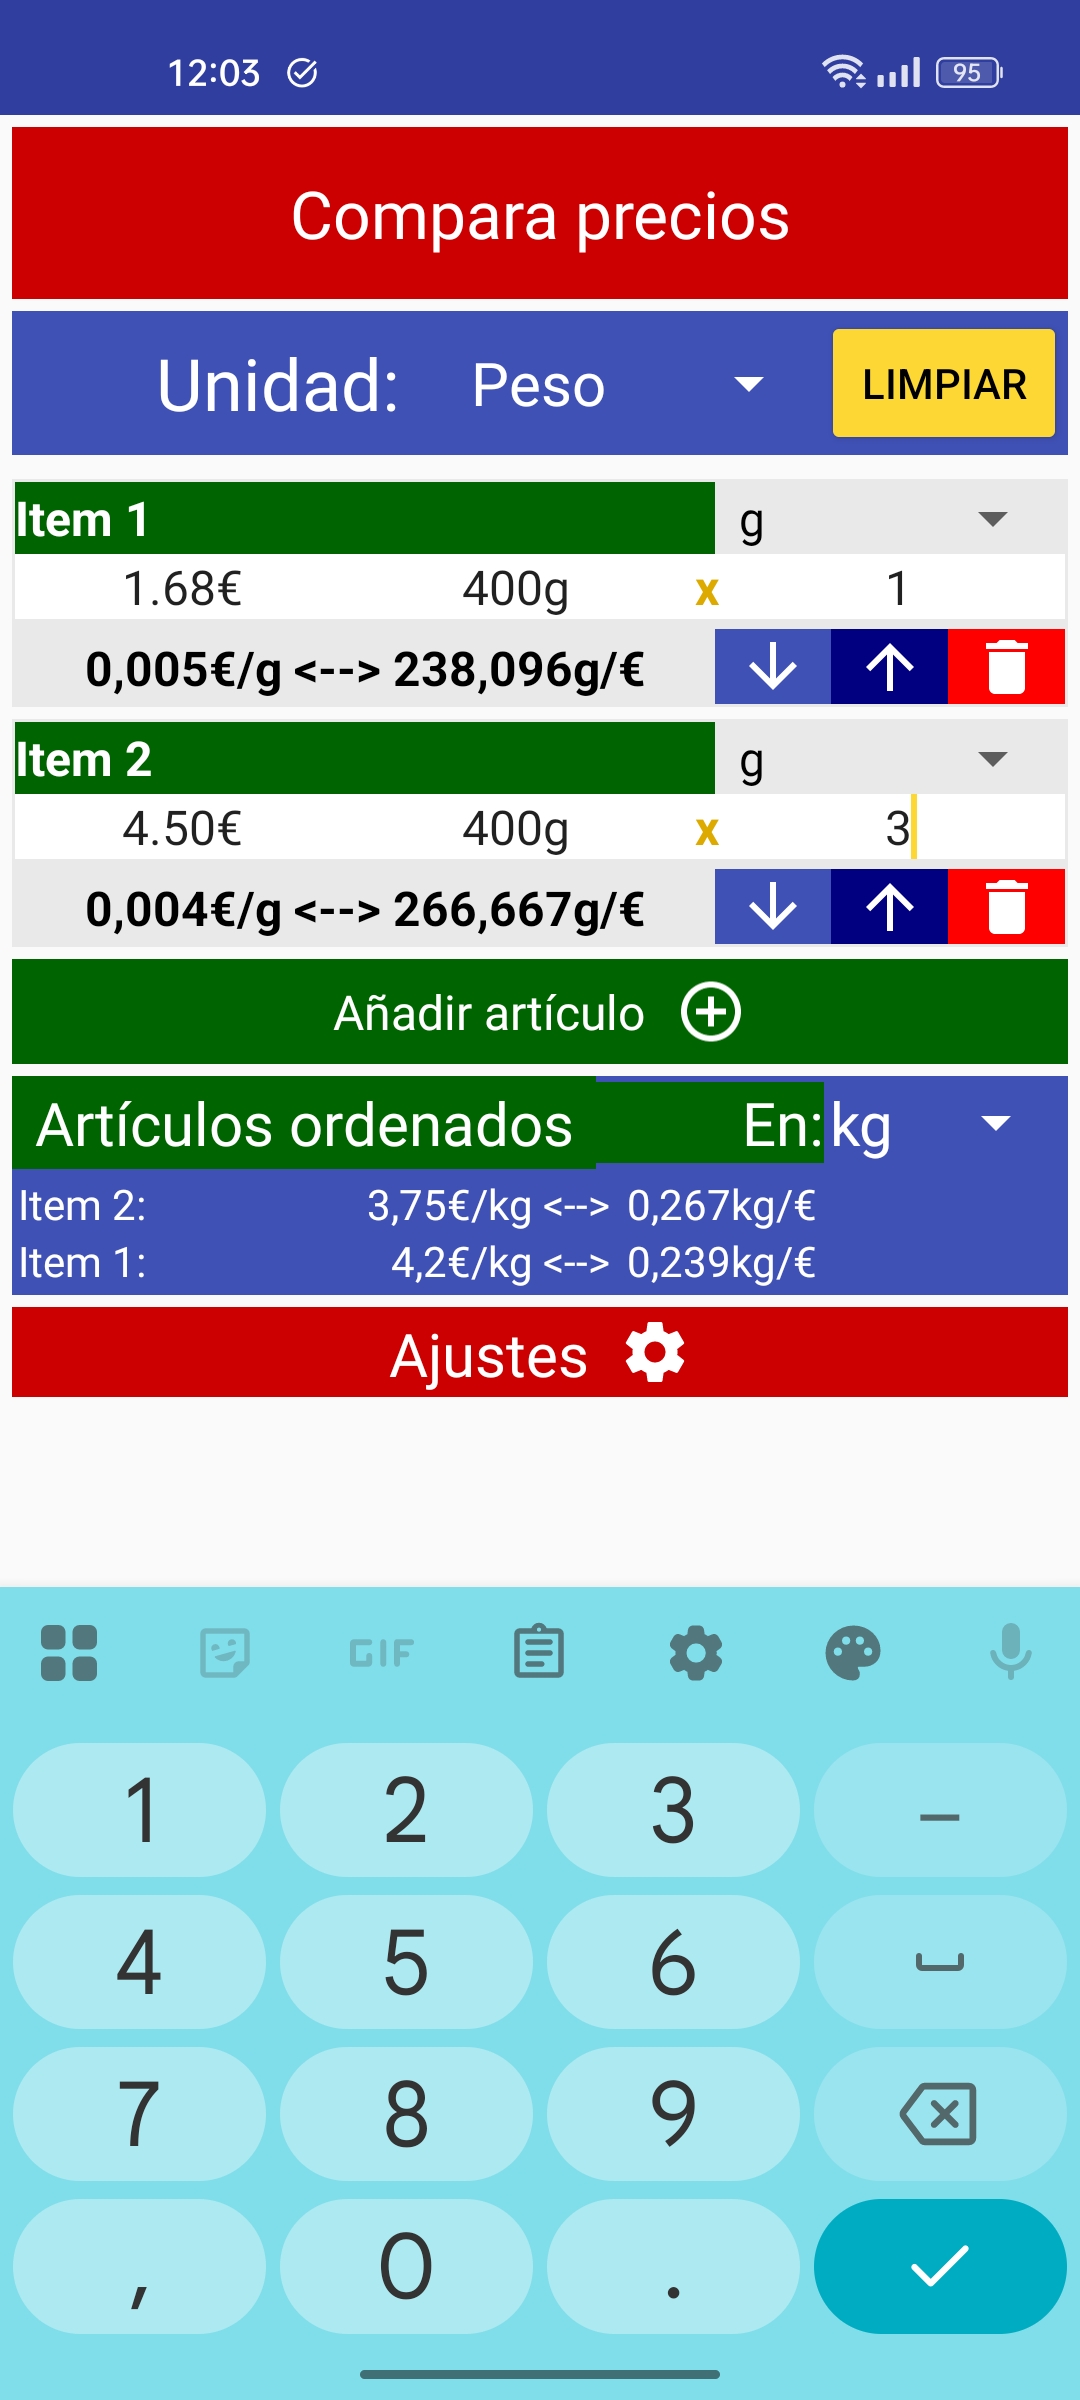 12:03
95
Compara precios
Unidad: Peso LIMPIAR
Item 1 g
1.68€ 400g x 1
0,005€/g <--> 238,096g/€
Item 2 g
4.50€ 400g x 3
0,004€/g <--> 266,667g/€
Añadir artículo
Artículos ordenados En: kg
Item 2: 3,75€/kg <--> 0,267kg/€
Item 1: 4,2€/kg <--> 0,239kg/€
Ajustes
GIF
1 2 3 –
4 5 6
7 8 9
, 0 .